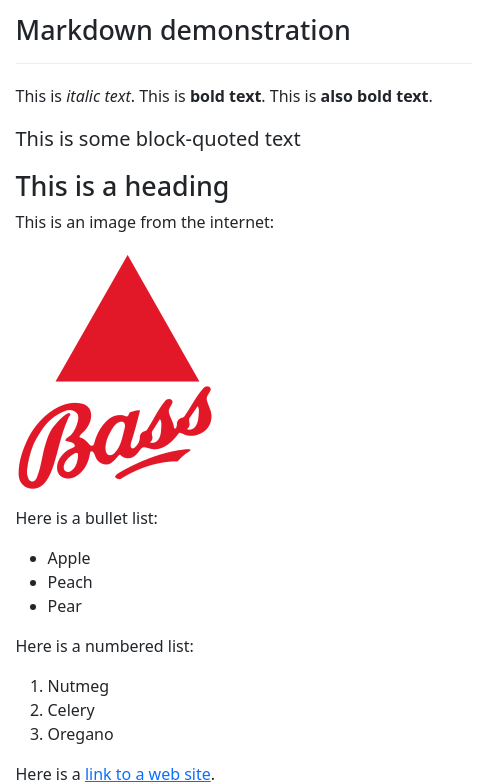 Markdown demonstration
This is italic text. This is bold text. This is also bold text.
This is some block-quoted text
This is a heading
This is an image from the internet:
Bass
Here is a bullet list:
Apple
Peach
Pear
Here is a numbered list:
1. Nutmeg
2. Celery
3. Oregano
Here is a link to a web site.